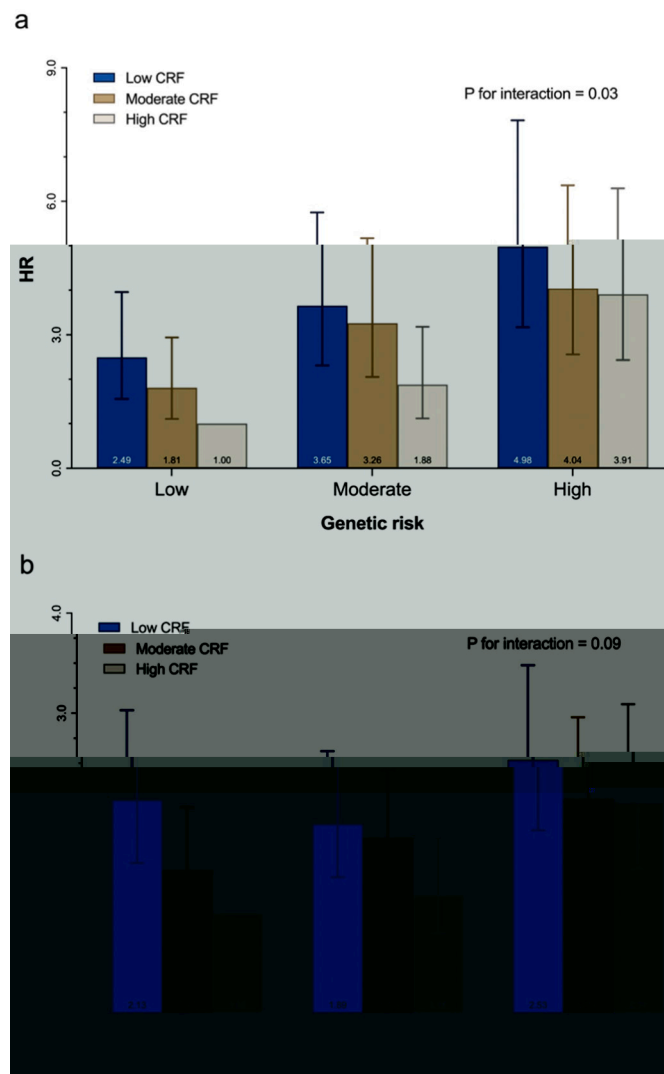 a
9.0
Low CRF
Moderate CRF
High CRF
P for interaction = 0.03
6.0
HR
3.0
2.49 1.81 1.00 3.65 3.26 1.88 4.98 4.04 3.91
0.0
Low Moderate High
Genetic risk
b
4.0
Low CRF
Moderate CRF
High CRF
P for interaction = 0.09
3.0